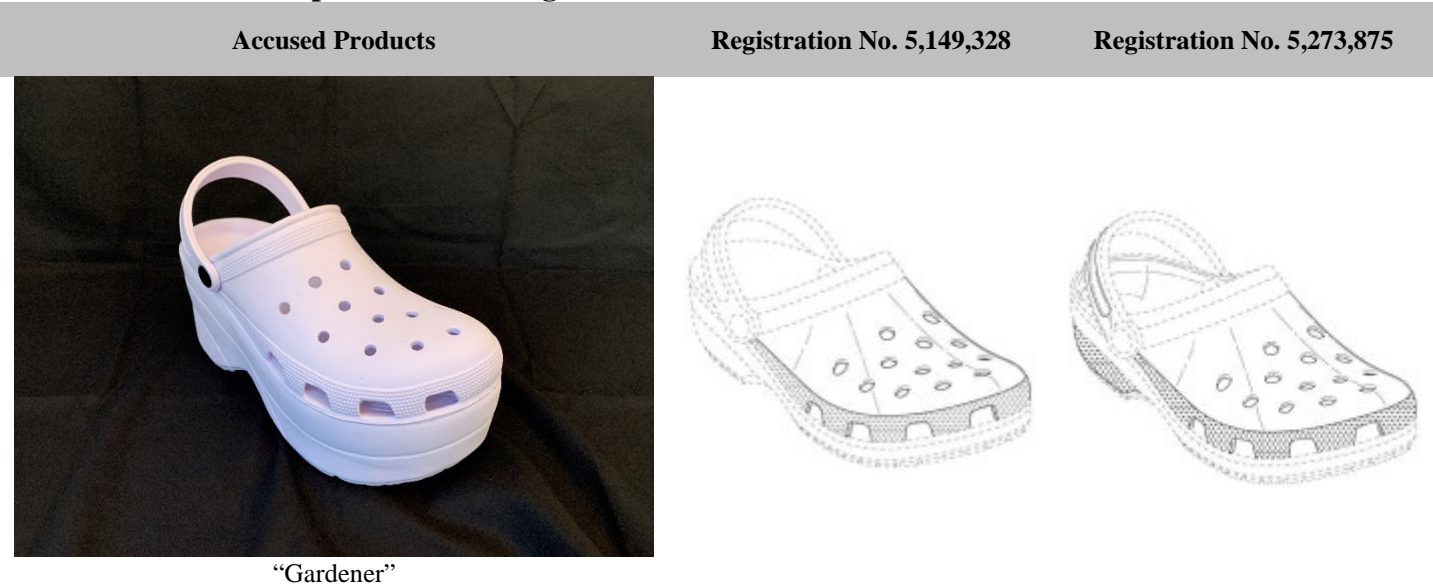 Accused Products Registration No. 5,149,328 Registration No. 5,273,875
“Gardener”